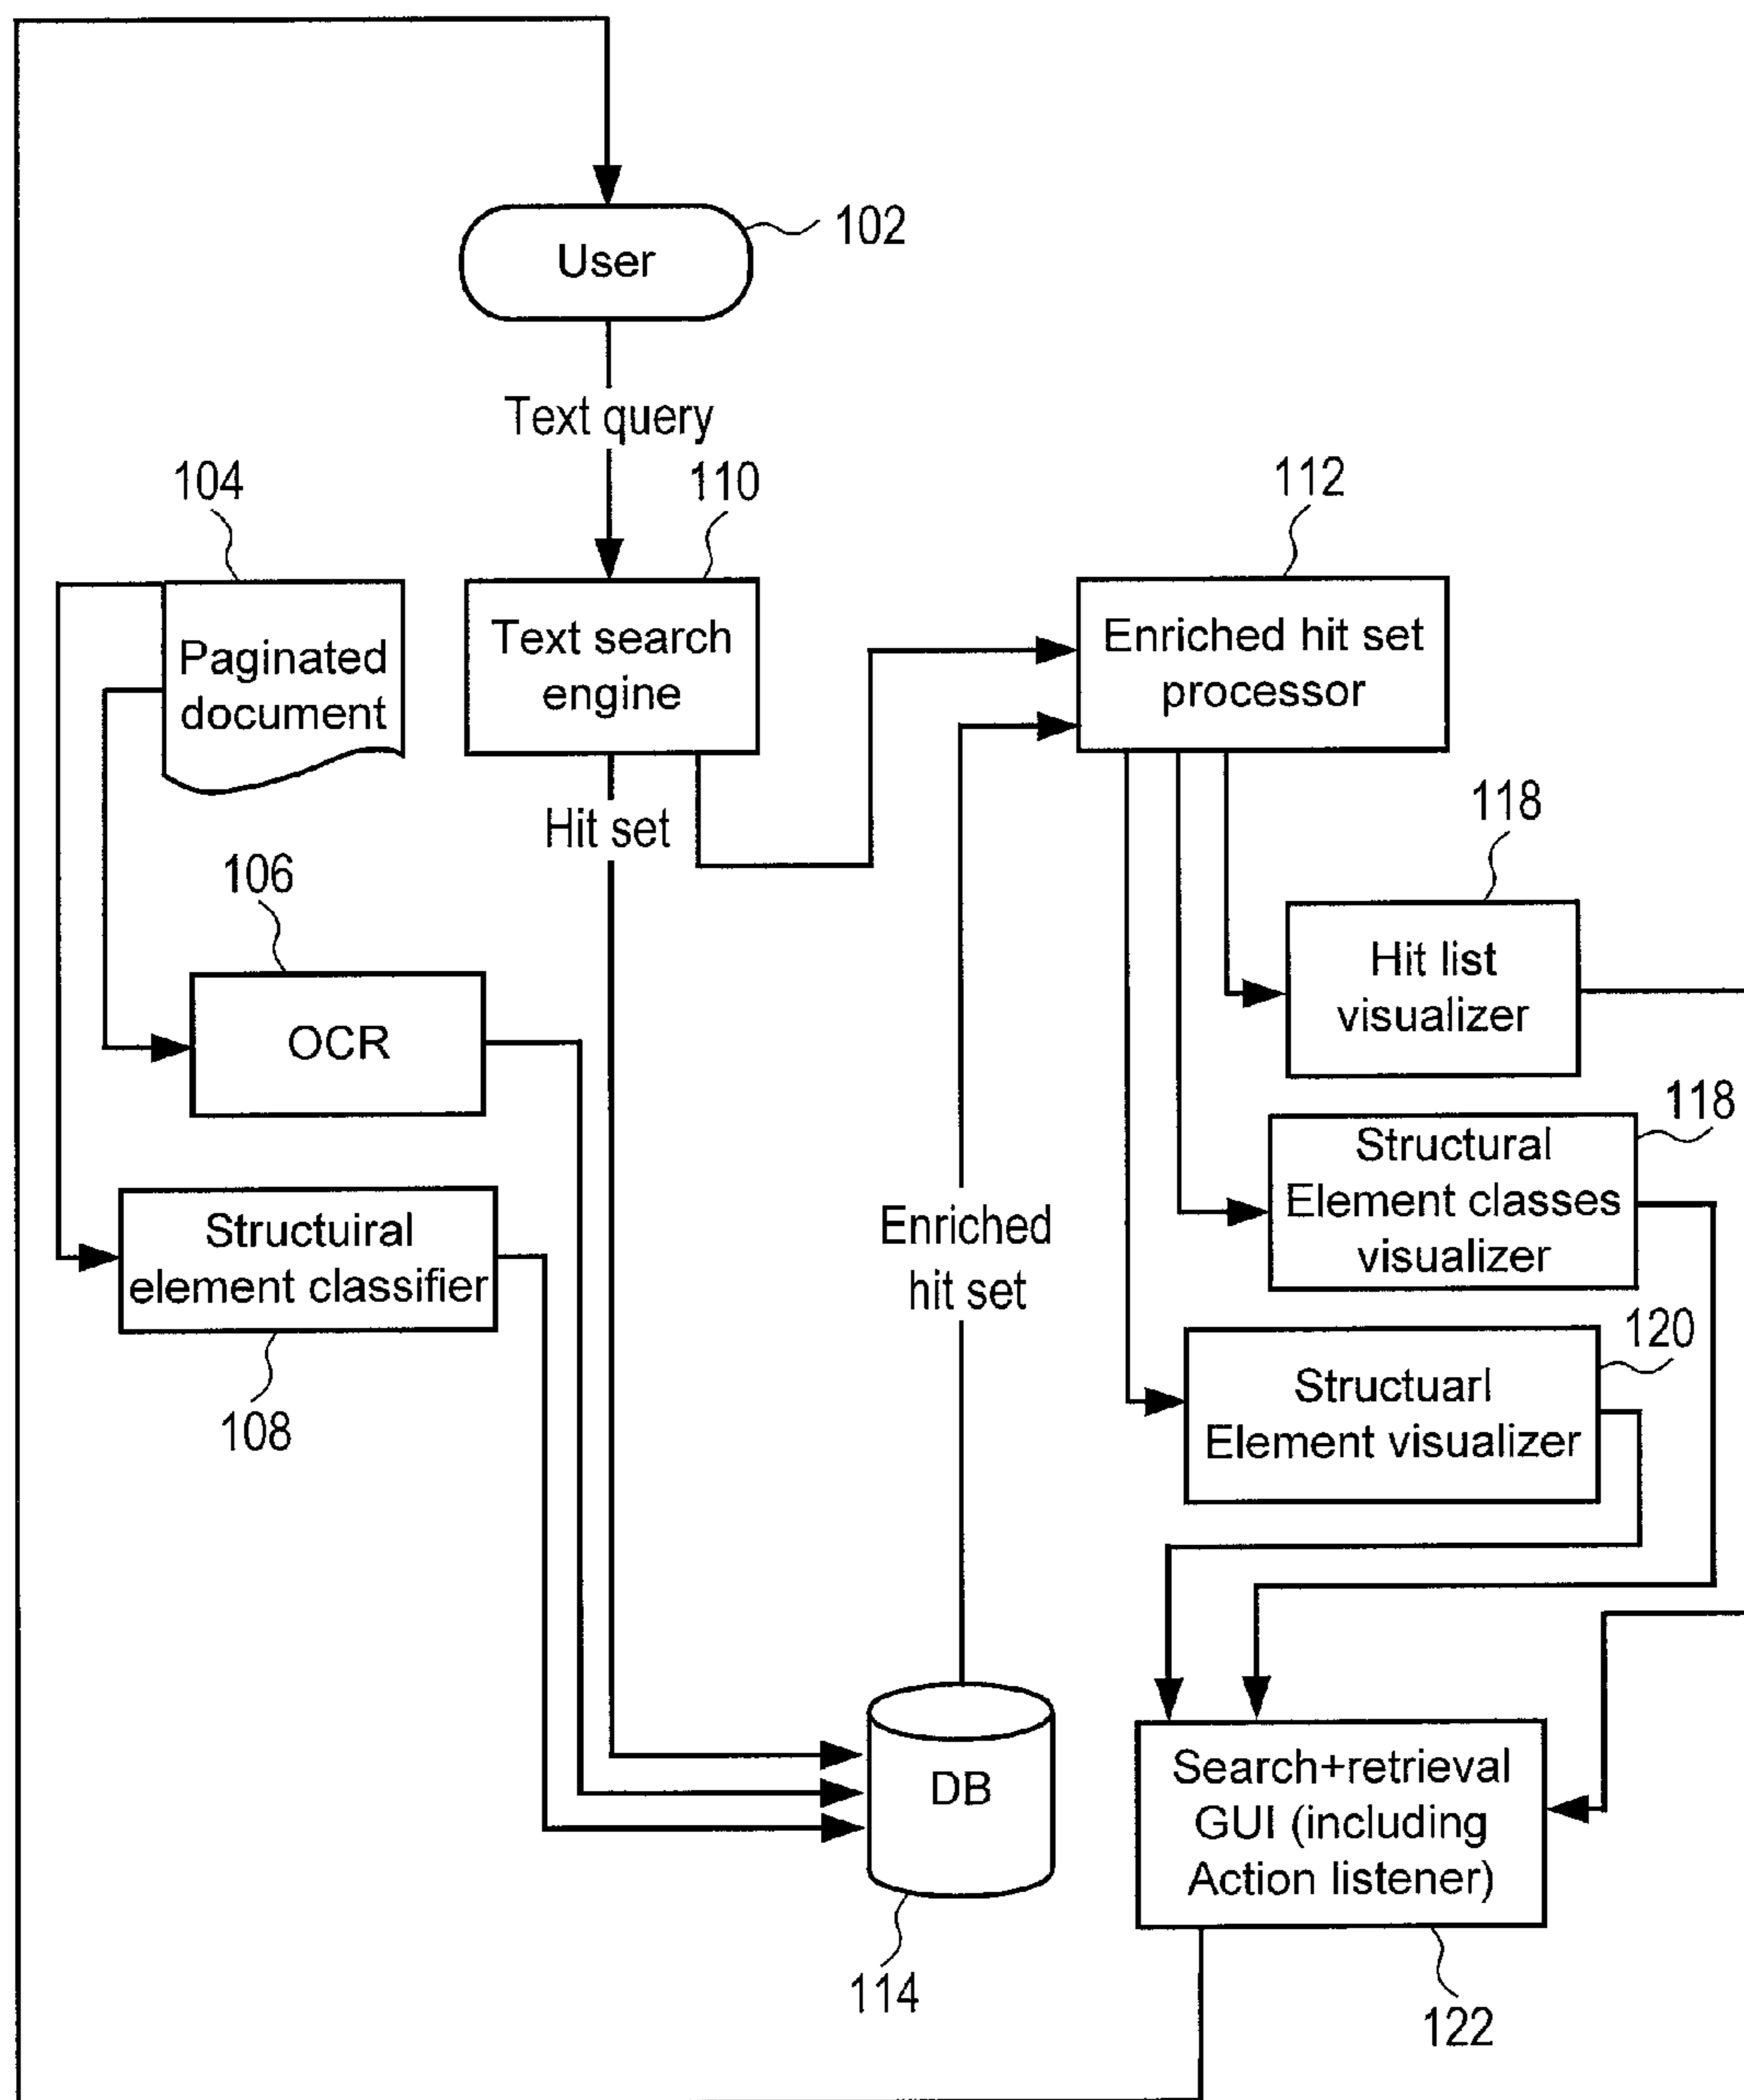 102
User
Text query
104
110
112
Paginated
document
Text search
engine
Enriched hit set
processor
Hit set
118
106
Hit list
visualizer
OCR
118
Structural
Element classes
visualizer
Structuiral
element classifier
Enriched
hit set
108
120
Structuarl
Element visualizer
DB
Search+retrieval
GUI (including
Action listener)
114
122